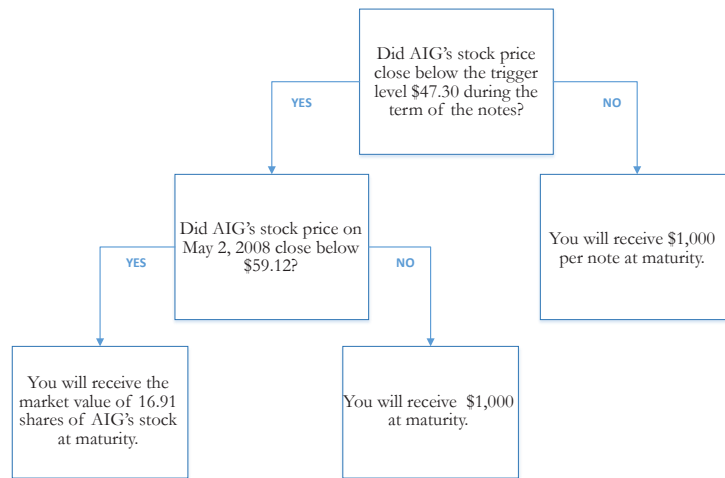 Did AIG's stock price
close below the trigger
level $47.30 during the
term of the notes?
YES
NO
Did AIG's stock price on
May 2, 2008 close below
$59.12?
You will receive $1,000
per note at maturity.
YES
NO
You will receive the
market value of 16.91
shares of AIG's stock
at maturity.
You will receive $1,000
at maturity.